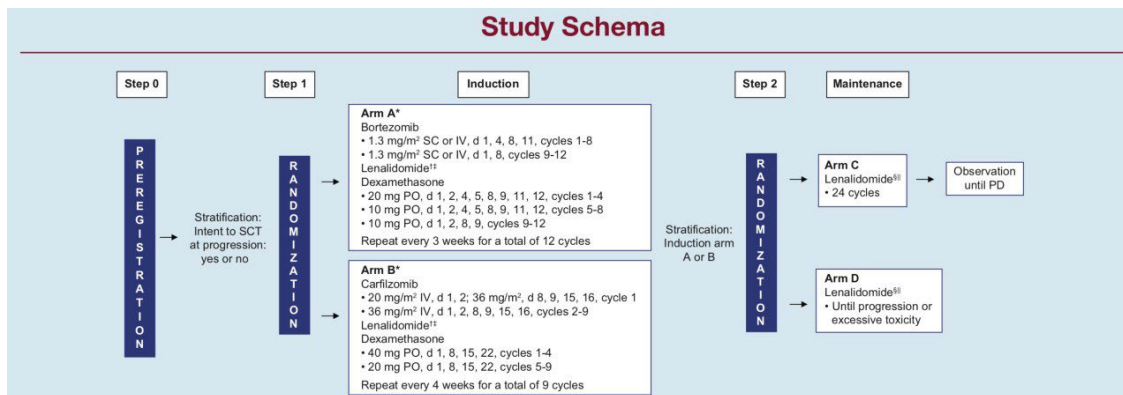 Study Schema
Step 0
Step 1
Induction
Step 2
Maintenance
PREREGISTRATION
Stratification:
Intent to SCT
at progression:
yes or no
RANDOMIZATION
Arm A*
Bortezomib
• 1.3 mg/m² SC or IV, d 1, 4, 8, 11, cycles 1-8
• 1.3 mg/m² SC or IV, d 1, 8, cycles 9-12
Lenalidomide†‡
Dexamethasone
• 20 mg PO, d 1, 2, 4, 5, 8, 9, 11, 12, cycles 1-4
• 10 mg PO, d 1, 2, 4, 5, 8, 9, 11, 12, cycles 5-8
• 10 mg PO, d 1, 2, 8, 9, cycles 9-12
Repeat every 3 weeks for a total of 12 cycles
Arm B*
Carfilzomib
• 20 mg/m² IV, d 1, 2; 36 mg/m², d 8, 9, 15, 16, cycle 1
• 36 mg/m² IV, d 1, 2, 8, 9, 15, 16, cycles 2-9
Lenalidomide†‡
Dexamethasone
• 40 mg PO, d 1, 8, 15, 22, cycles 1-4
• 20 mg PO, d 1, 8, 15, 22, cycles 5-9
Repeat every 4 weeks for a total of 9 cycles
Stratification:
Induction arm
A or B
RANDOMIZATION
Arm C
Lenalidomide§||
• 24 cycles
Observation
until PD
Arm D
Lenalidomide§||
• Until progression or
excessive toxicity